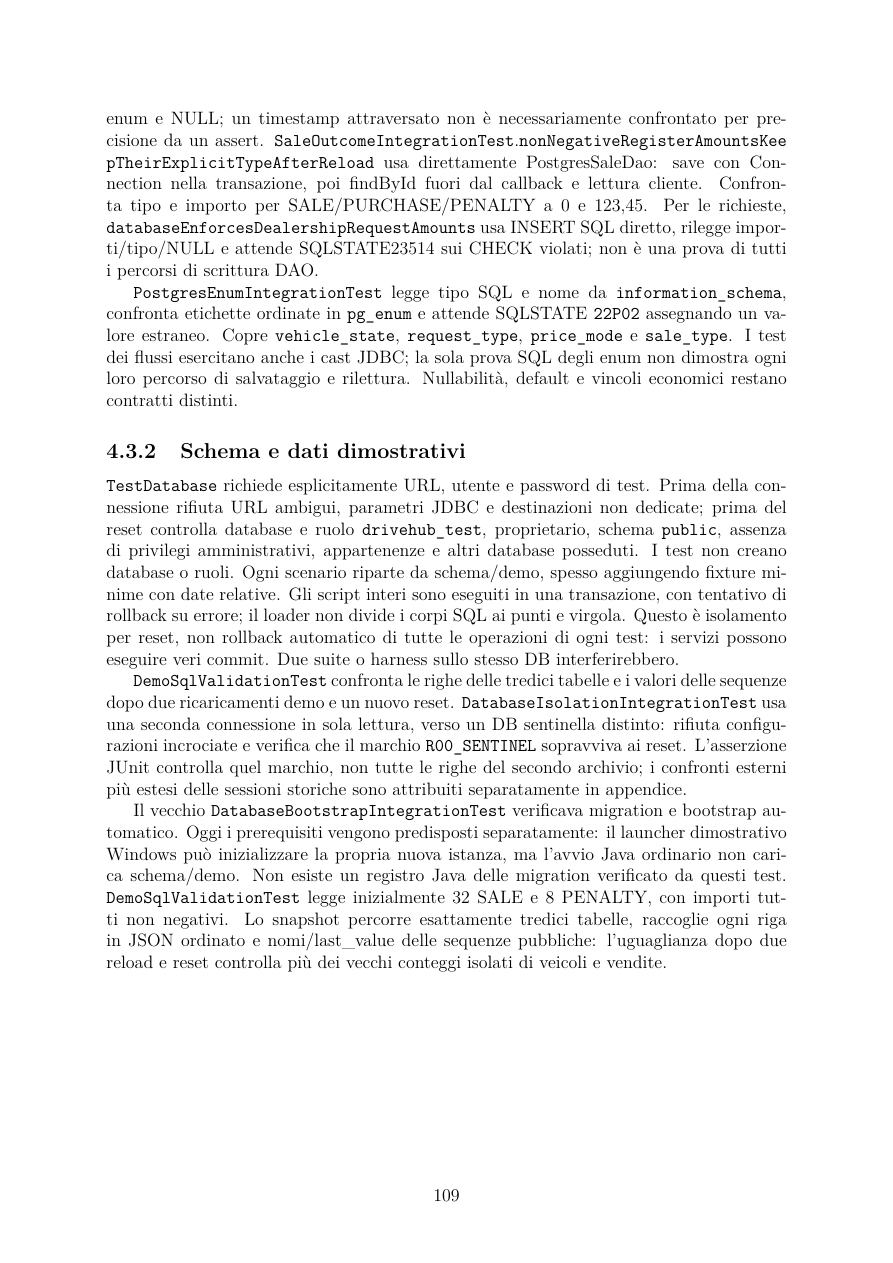 enum e NULL; un timestamp attraversato non è necessariamente confrontato per pre-
cisione da un assert. SaleOutcomeIntegrationTest.nonNegativeRegisterAmountsKee
pTheirExplicitTypeAfterReload usa direttamente PostgresSaleDao: save con Con-
nection nella transazione, poi findById fuori dal callback e lettura cliente. Confron-
ta tipo e importo per SALE/PURCHASE/PENALTY a 0 e 123,45. Per le richieste,
databaseEnforcesDealershipRequestAmounts usa INSERT SQL diretto, rilegge impor-
ti/tipo/NULL e attende SQLSTATE23514 sui CHECK violati; non è una prova di tutti
i percorsi di scrittura DAO.
PostgresEnumIntegrationTest legge tipo SQL e nome da information_schema,
confronta etichette ordinate in pg_enum e attende SQLSTATE 22P02 assegnando un va-
lore estraneo. Copre vehicle_state, request_type, price_mode e sale_type. I test
dei flussi esercitano anche i cast JDBC; la sola prova SQL degli enum non dimostra ogni
loro percorso di salvataggio e rilettura. Nullabilità, default e vincoli economici restano
contratti distinti.
4.3.2 Schema e dati dimostrativi
TestDatabase richiede esplicitamente URL, utente e password di test. Prima della con-
nessione rifiuta URL ambigui, parametri JDBC e destinazioni non dedicate; prima del
reset controlla database e ruolo drivehub_test, proprietario, schema public, assenza
di privilegi amministrativi, appartenenze e altri database posseduti. I test non creano
database o ruoli. Ogni scenario riparte da schema/demo, spesso aggiungendo fixture mi-
nime con date relative. Gli script interi sono eseguiti in una transazione, con tentativo di
rollback su errore; il loader non divide i corpi SQL ai punti e virgola. Questo è isolamento
per reset, non rollback automatico di tutte le operazioni di ogni test: i servizi possono
eseguire veri commit. Due suite o harness sullo stesso DB interferirebbero.
DemoSqlValidationTest confronta le righe delle tredici tabelle e i valori delle sequenze
dopo due ricaricamenti demo e un nuovo reset. DatabaseIsolationIntegrationTest usa
una seconda connessione in sola lettura, verso un DB sentinella distinto: rifiuta configu-
razioni incrociate e verifica che il marchio R00_SENTINEL sopravviva ai reset. L'asserzione
JUnit controlla quel marchio, non tutte le righe del secondo archivio; i confronti esterni
più estesi delle sessioni storiche sono attribuiti separatamente in appendice.
Il vecchio DatabaseBootstrapIntegrationTest verificava migration e bootstrap au-
tomatico. Oggi i prerequisiti vengono predisposti separatamente: il launcher dimostrativo
Windows può inizializzare la propria nuova istanza, ma l'avvio Java ordinario non cari-
ca schema/demo. Non esiste un registro Java delle migration verificato da questi test.
DemoSqlValidationTest legge inizialmente 32 SALE e 8 PENALTY, con importi tut-
ti non negativi. Lo snapshot percorre esattamente tredici tabelle, raccoglie ogni riga
in JSON ordinato e nomi/last_value delle sequenze pubbliche: l'uguaglianza dopo due
reload e reset controlla più dei vecchi conteggi isolati di veicoli e vendite.
109